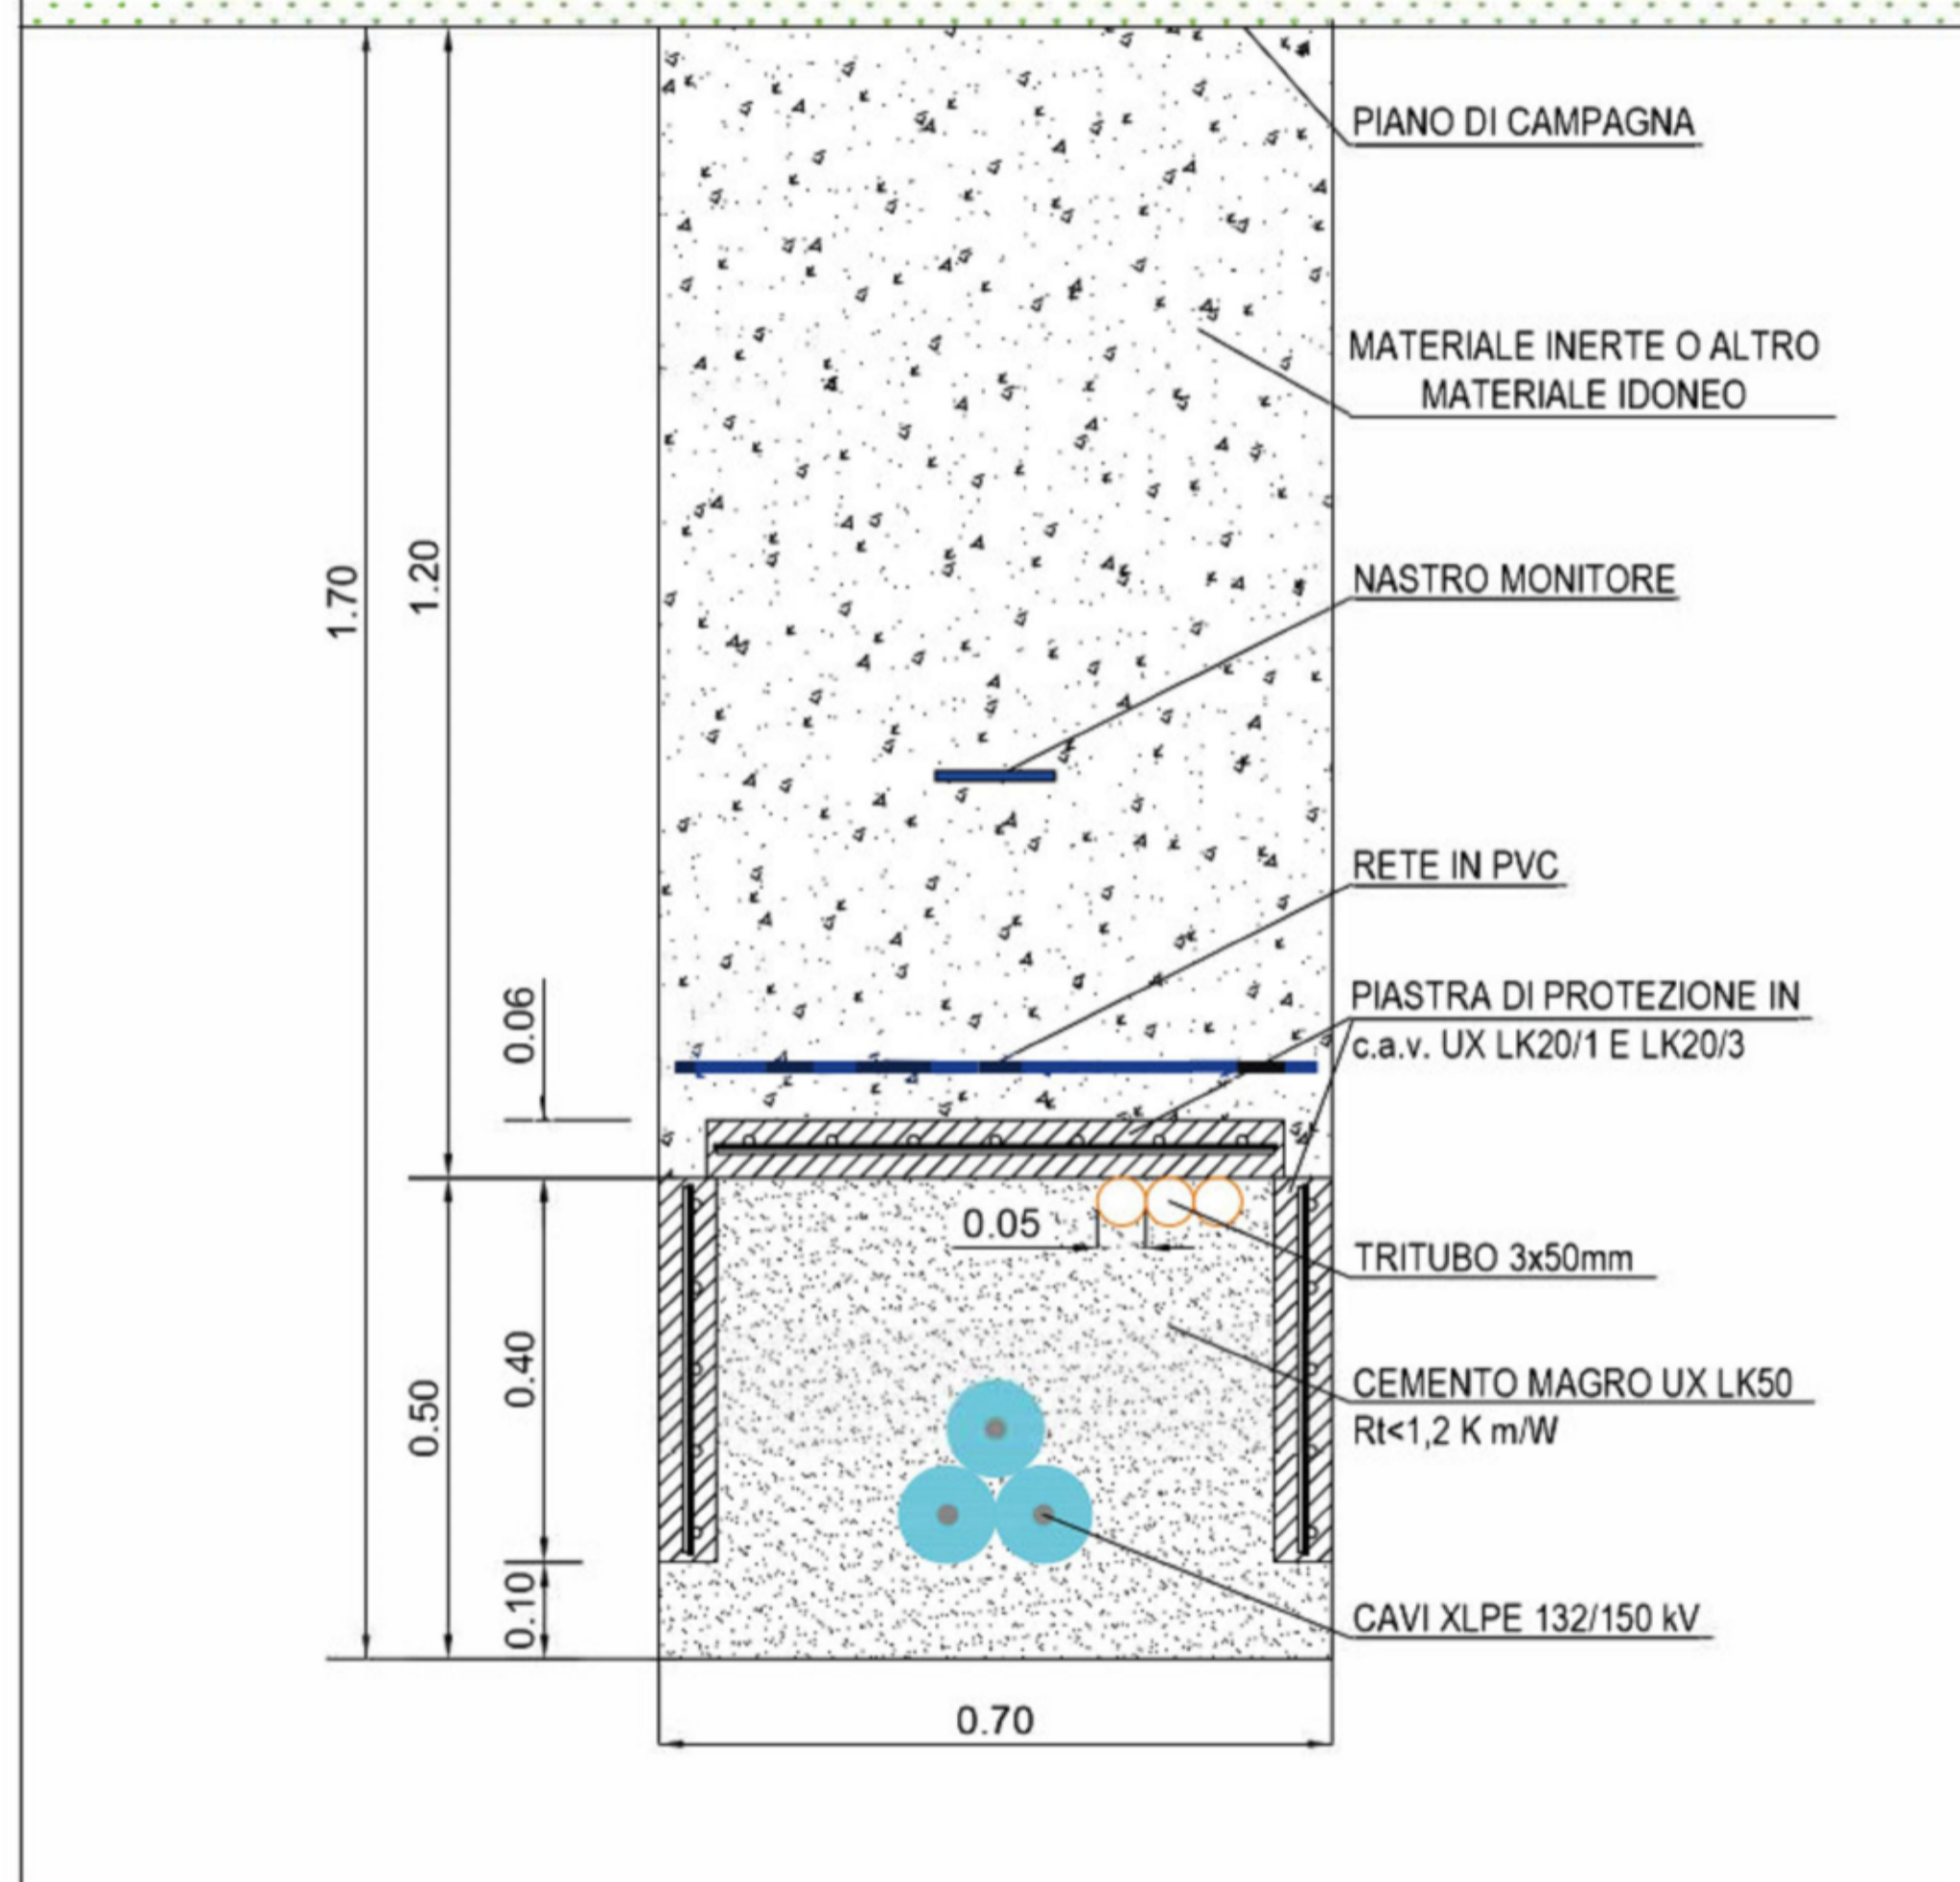 PIANO DI CAMPAGNA
MATERIALE INERTE O ALTRO
MATERIALE IDONEO
1.70
1.20
NASTRO MONITORE
RETE IN PVC
0.06
PIASTRA DI PROTEZIONE IN
c.a.v. UX LK20/1 E LK20/3
0.05
TRITUBO 3x50mm
0.50
0.40
CEMENTO MAGRO UX LK50
Rt<1,2 K m/W
0.10
CAVI XLPE 132/150 kV
0.70